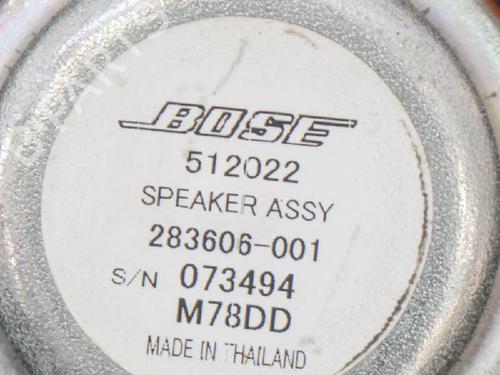 BOSE
512022
SPEAKER ASSY
283606-001
S/N 073494
M78DD
MADE IN THAILAND